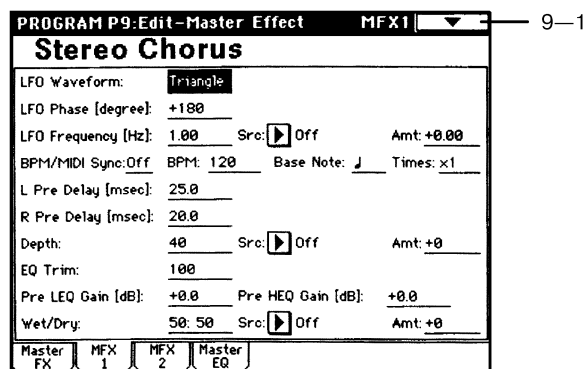 PROGRAM P9:Edit-Master Effect MFX1 9—1
Stereo Chorus
LFO Waveform: Triangle
LFO Phase [degree]: +180
LFO Frequency [Hz]: 1.00 Src: Off Amt: +0.00
BPM/MIDI Sync: Off BPM: 120 Base Note: ♩ Times: ×1
L Pre Delay [msec]: 25.0
R Pre Delay [msec]: 20.0
Depth: 40 Src: Off Amt: +0
EQ Trim: 100
Pre LEQ Gain [dB]: +0.0 Pre HEQ Gain [dB]: +0.0
Wet/Dry: 50: 50 Src: Off Amt: +0
Master FX MFX 1 MFX 2 Master EQ